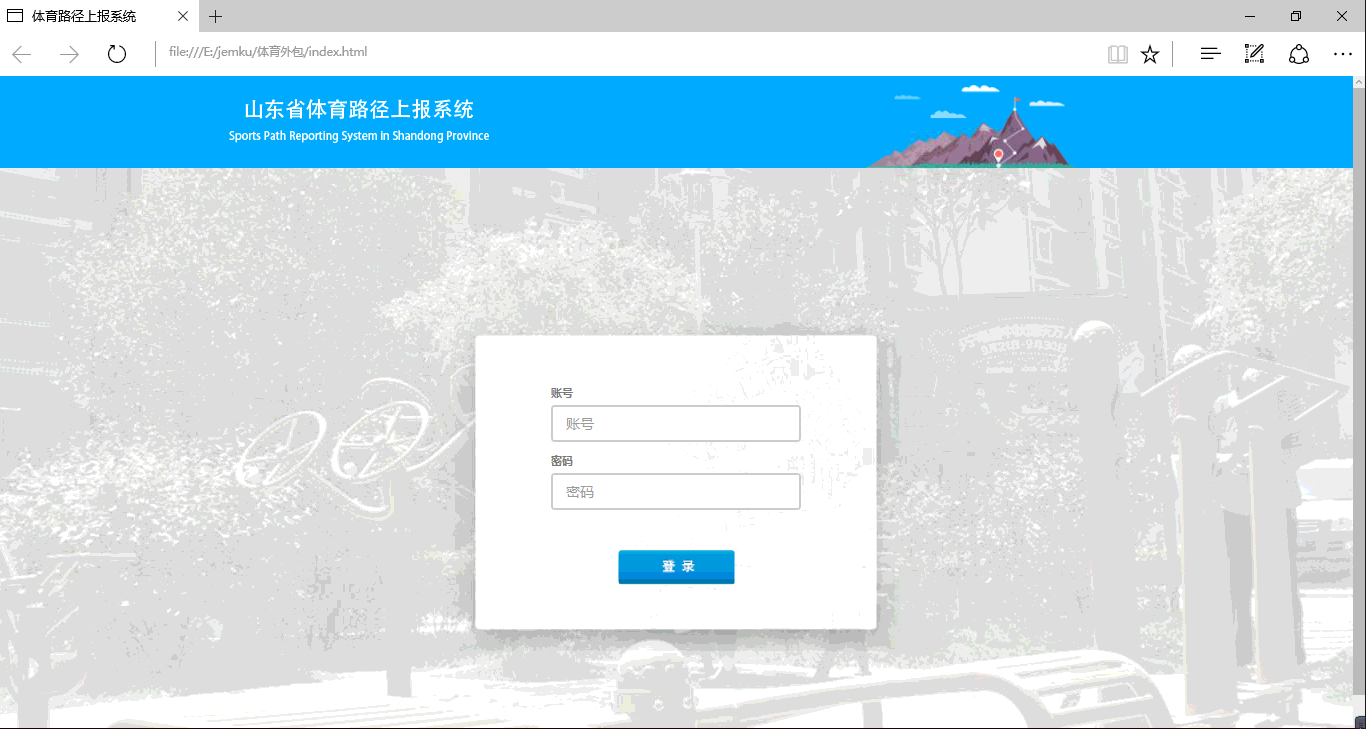 体育路径上报系统
file:///E:/jemku/体育外包/index.html
山东省体育路径上报系统
Sports Path Reporting System in Shandong Province
账号
账号
密码
密码
登 录